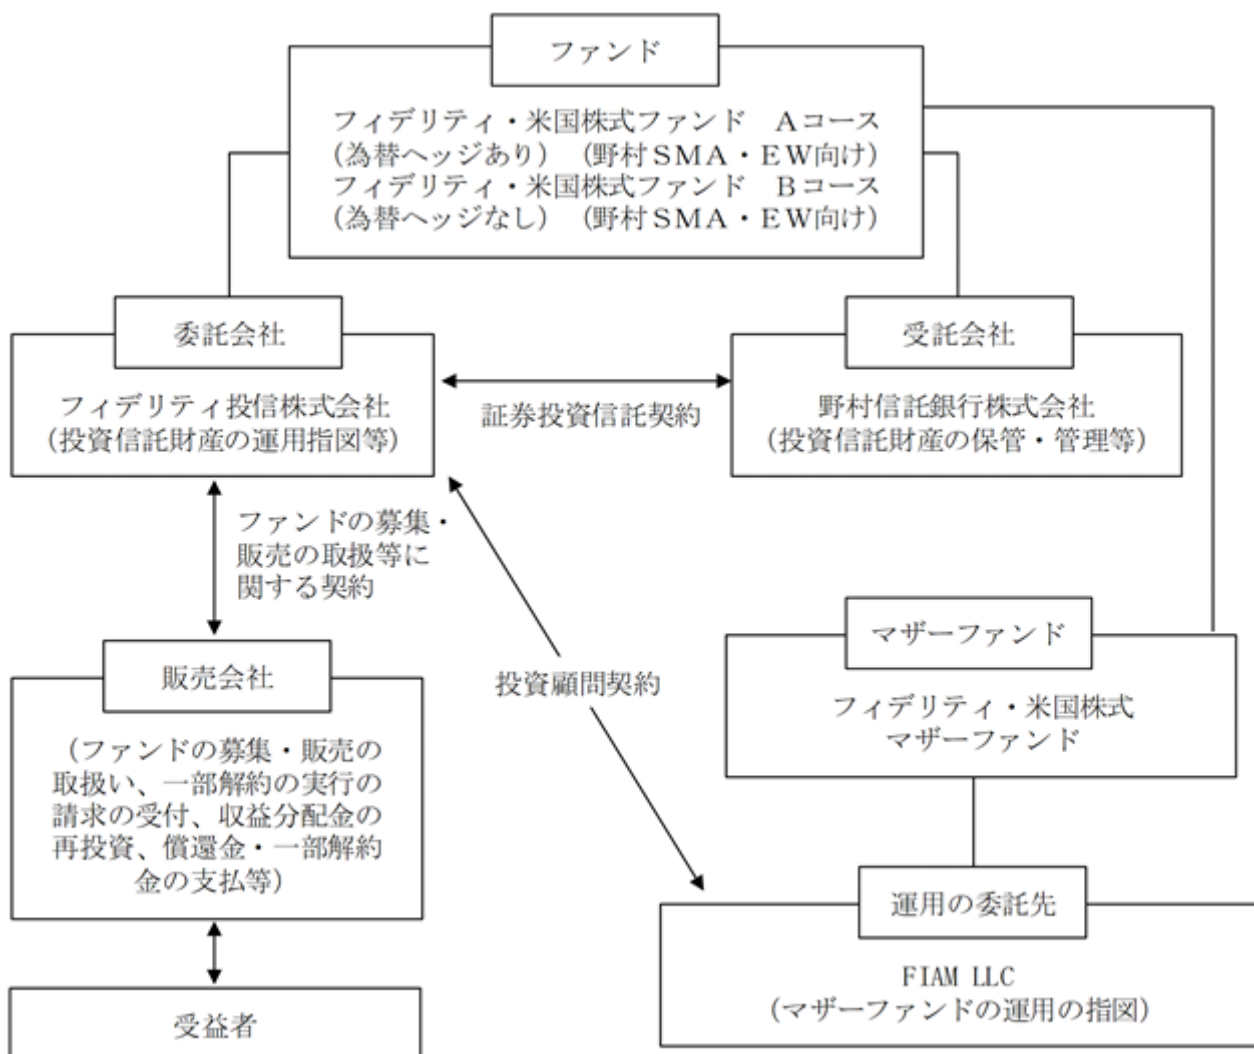 ファンド
フィデリティ・米国株式ファンド　Ａコース
（為替ヘッジあり）（野村ＳＭＡ・ＥＷ向け）
フィデリティ・米国株式ファンド　Ｂコース
（為替ヘッジなし）（野村ＳＭＡ・ＥＷ向け）
委託会社
フィデリティ投信株式会社
（投資信託財産の運用指図等）
証券投資信託契約
受託会社
野村信託銀行株式会社
（投資信託財産の保管・管理等）
ファンドの募集・
販売の取扱等に
関する契約
投資顧問契約
マザーファンド
フィデリティ・米国株式
マザーファンド
販売会社
（ファンドの募集・販売の
取扱い、一部解約の実行の
請求の受付、収益分配金の
再投資、償還金・一部解約
金の支払等）
運用の委託先
FIAM LLC
（マザーファンドの運用の指図）
受益者